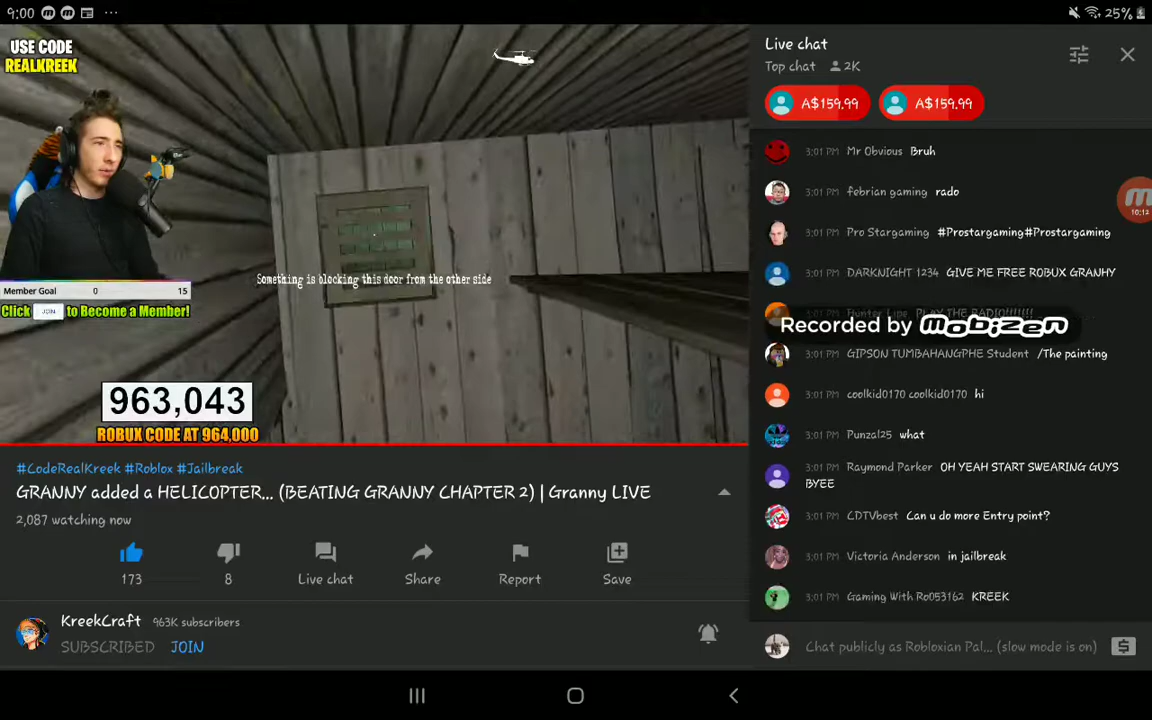 9:00
25%
USE CODE
REALKREEK
Something is blocking this door from the other side
Member Goal 0 15
Click JOIN to Become a Member!
963,043
ROBUX CODE AT 964,000
#CodeRealKreek #Roblox #Jailbreak
GRANNY added a HELICOPTER... (BEATING GRANNY CHAPTER 2) | Granny LIVE
2,087 watching now
173
8
Live chat
Share
Report
Save
KreekCraft 963K subscribers
SUBSCRIBED JOIN
Live chat
Top chat 2K
A$159.99 A$159.99
3:01 PM Mr Obvious Bruh
3:01 PM febrian gaming rado
3:01 PM Pro Stargaming #Prostargaming#Prostargaming
10:12
3:01 PM DARKNIGHT 1234 GIVE ME FREE ROBUX GRANHY
PLAY THE RADIO!!!!!!!
Recorded by mobizen
3:01 PM GIPSON TUMBAHANGPHE Student /The painting
3:01 PM coolkid0170 coolkid0170 hi
3:01 PM Punzal25 what
3:01 PM Raymond Parker OH YEAH START SWEARING GUYS
BYEE
3:01 PM CDTVbest Can u do more Entry point?
3:01 PM Victoria Anderson in jailbreak
3:01 PM Gaming With Ro053162 KREEK
Chat publicly as Robloxian Pal... (slow mode is on)